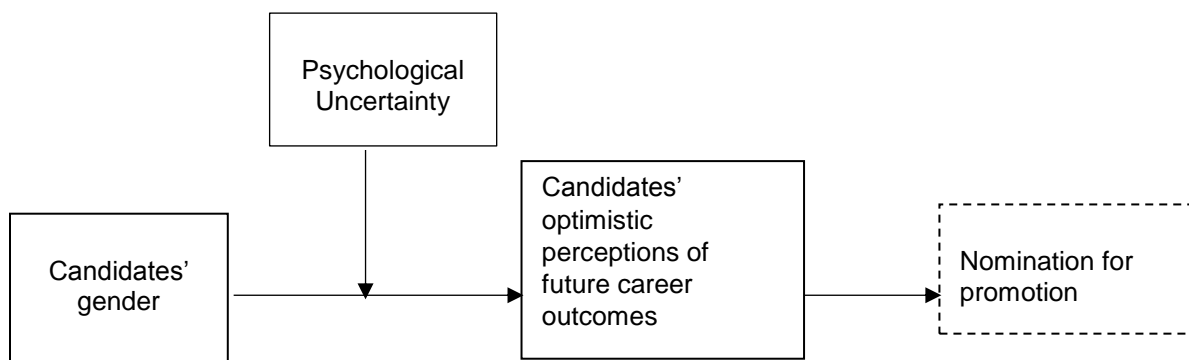 Psychological
Uncertainty
Candidates’
gender
Candidates’
optimistic
perceptions of
future career
outcomes
Nomination for
promotion